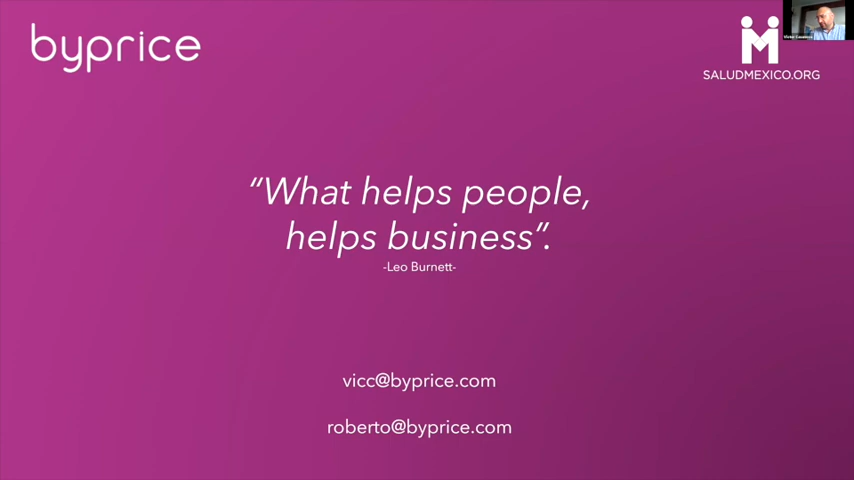 byprice
SALUDMEXICO.ORG
“What helps people,
helps business”.
-Leo Burnett-
vicc@byprice.com
roberto@byprice.com